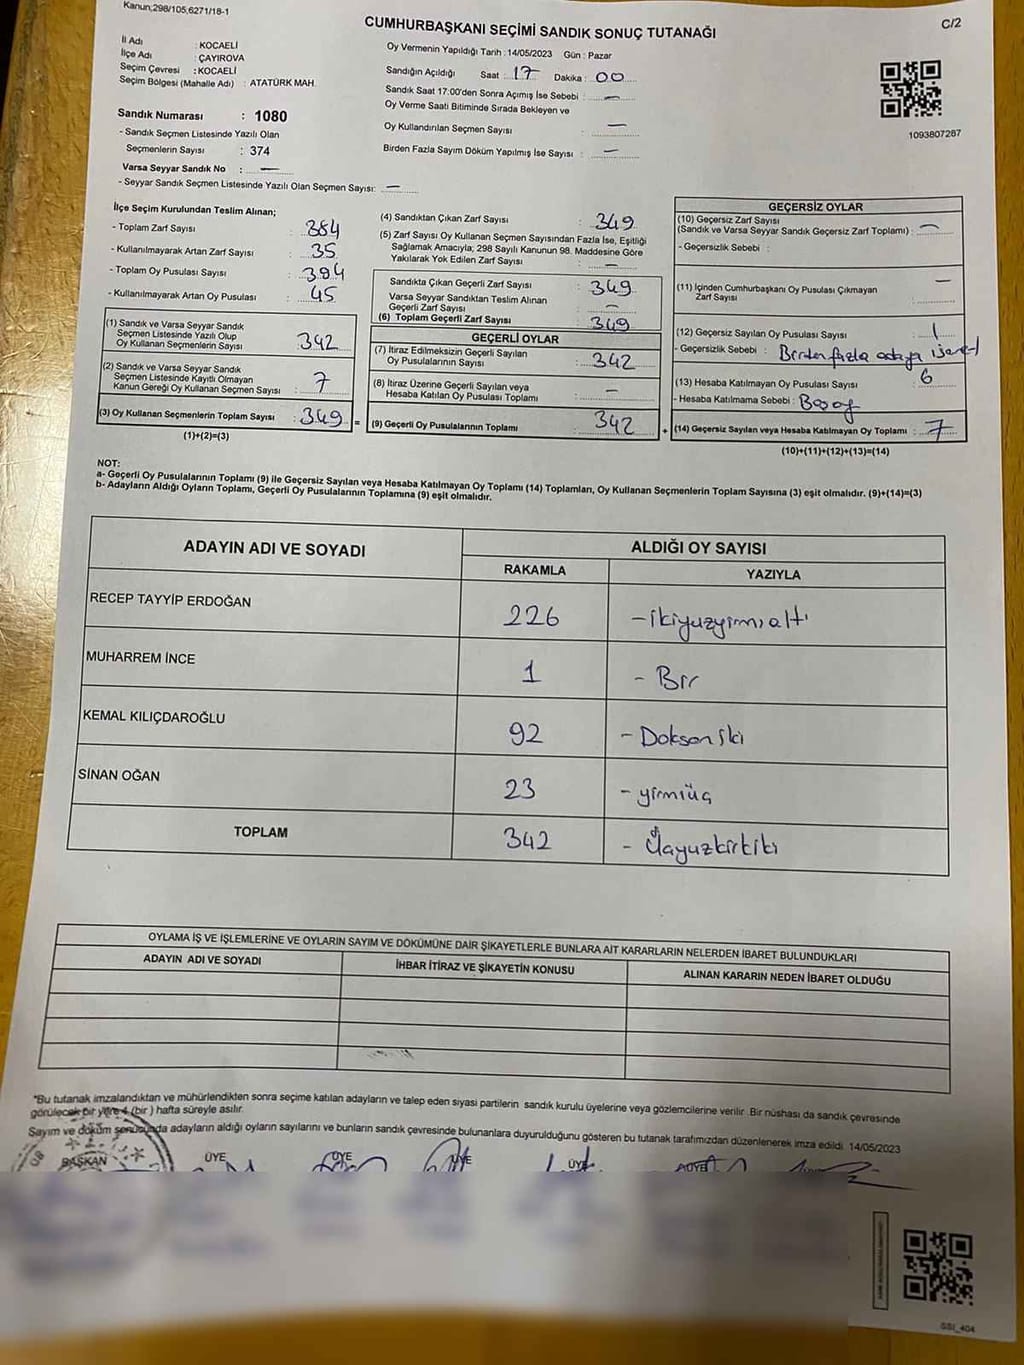 Kanun;298/105,6271/18-1
CUMHURBAŞKANI SEÇİMİ SANDIK SONUÇ TUTANAĞI
C/2
İl Adı : KOCAELİ
İlçe Adı : ÇAYIROVA
Seçim Çevresi : KOCAELİ
Seçim Bölgesi (Mahalle Adı) : ATATÜRK MAH.
Sandık Numarası : 1080
- Sandık Seçmen Listesinde Yazılı Olan
Seçmenlerin Sayısı : 374
Varsa Seyyar Sandık No : —
- Seyyar Sandık Seçmen Listesinde Yazılı Olan Seçmen Sayısı: —
Oy Vermenin Yapıldığı Tarih : 14/05/2023 Gün : Pazar
Sandığın Açıldığı Saat : 17 Dakika : 00
Sandık Saat 17:00'den Sonra Açımış İse Sebebi : —
Oy Verme Saati Bitiminde Sırada Bekleyen ve
Oy Kullandırılan Seçmen Sayısı : —
Birden Fazla Sayım Döküm Yapılmış İse Sayısı : —
1093807287
İlçe Seçim Kurulundan Teslim Alınan;
- Toplam Zarf Sayısı : 384
- Kullanılmayarak Artan Zarf Sayısı : 35
- Toplam Oy Pusulası Sayısı : 394
- Kullanılmayarak Artan Oy Pusulası : 45
(1) Sandık ve Varsa Seyyar Sandık
Seçmen Listesinde Yazılı Olup
Oy Kullanan Seçmenlerin Sayısı : 342
(2) Sandık ve Varsa Seyyar Sandık
Seçmen Listesinde Kayıtlı Olmayan
Kanun Gereği Oy Kullanan Seçmen Sayısı : 7
(3) Oy Kullanan Seçmenlerin Toplam Sayısı : 349 =
(1)+(2)=(3)
(4) Sandıktan Çıkan Zarf Sayısı : 349
(5) Zarf Sayısı Oy Kullanan Seçmen Sayısından Fazla İse, Eşitliği
Sağlamak Amacıyla; 298 Sayılı Kanunun 98. Maddesine Göre
Yakılarak Yok Edilen Zarf Sayısı : —
Sandıkta Çıkan Geçerli Zarf Sayısı : 349
Varsa Seyyar Sandıktan Teslim Alınan
Geçerli Zarf Sayısı : —
(6) Toplam Geçerli Zarf Sayısı : 349
GEÇERLİ OYLAR
(7) İtiraz Edilmeksizin Geçerli Sayılan
Oy Pusulalarının Sayısı : 342
(8) İtiraz Üzerine Geçerli Sayılan veya
Hesaba Katılan Oy Pusulası Toplamı : —
(9) Geçerli Oy Pusulalarının Toplamı : 342 +
GEÇERSİZ OYLAR
(10) Geçersiz Zarf Sayısı
(Sandık ve Varsa Seyyar Sandık Geçersiz Zarf Toplamı) : —
- Geçersizlik Sebebi :
(11) İçinden Cumhurbaşkanı Oy Pusulası Çıkmayan
Zarf Sayısı : —
(12) Geçersiz Sayılan Oy Pusulası Sayısı : 1
- Geçersizlik Sebebi : Birden fazla adaya işaret
(13) Hesaba Katılmayan Oy Pusulası Sayısı : 6
- Hesaba Katılmama Sebebi : Boş oy
(14) Geçersiz Sayılan veya Hesaba Katılmayan Oy Toplamı : 7
(10)+(11)+(12)+(13)=(14)
NOT:
a- Geçerli Oy Pusulalarının Toplamı (9) ile Geçersiz Sayılan veya Hesaba Katılmayan Oy Toplamı (14) Toplamları, Oy Kullanan Seçmenlerin Toplam Sayısına (3) eşit olmalıdır. (9)+(14)=(3)
b- Adayların Aldığı Oyların Toplamı, Geçerli Oy Pusulalarının Toplamına (9) eşit olmalıdır.
ADAYIN ADI VE SOYADI
ALDIĞI OY SAYISI
RAKAMLA YAZIYLA
RECEP TAYYİP ERDOĞAN 226 - ikiyuzyirmialtı
MUHARREM İNCE 1 - Bir
KEMAL KILIÇDAROĞLU 92 - Doksaniki
SİNAN OĞAN 23 - yirmiüç
TOPLAM 342 - Üçyuzkırkiki
OYLAMA İŞ VE İŞLEMLERİNE VE OYLARIN SAYIM VE DÖKÜMÜNE DAİR ŞİKAYETLERLE BUNLARA AİT KARARLARIN NELERDEN İBARET BULUNDUKLARI
ADAYIN ADI VE SOYADI İHBAR İTİRAZ VE ŞİKAYETİN KONUSU ALINAN KARARIN NEDEN İBARET OLDUĞU
*Bu tutanak imzalandıktan ve mühürlendikten sonra seçime katılan adayların ve talep eden siyasi partilerin sandık kurulu üyelerine veya gözlemcilerine verilir. Bir nüshası da sandık çevresinde
görülecek bir yere 1 (bir ) hafta süreyle asılır.
Sayım ve döküm sonucunda adayların aldığı oyların sayılarını ve bunların sandık çevresinde bulunanlara duyurulduğunu gösteren bu tutanak tarafımızdan düzenlenerek imza edildi 14/05/2023
BAŞKAN ÜYE ÜYE ÜYE ÜYE ÜYE
SSİ_404